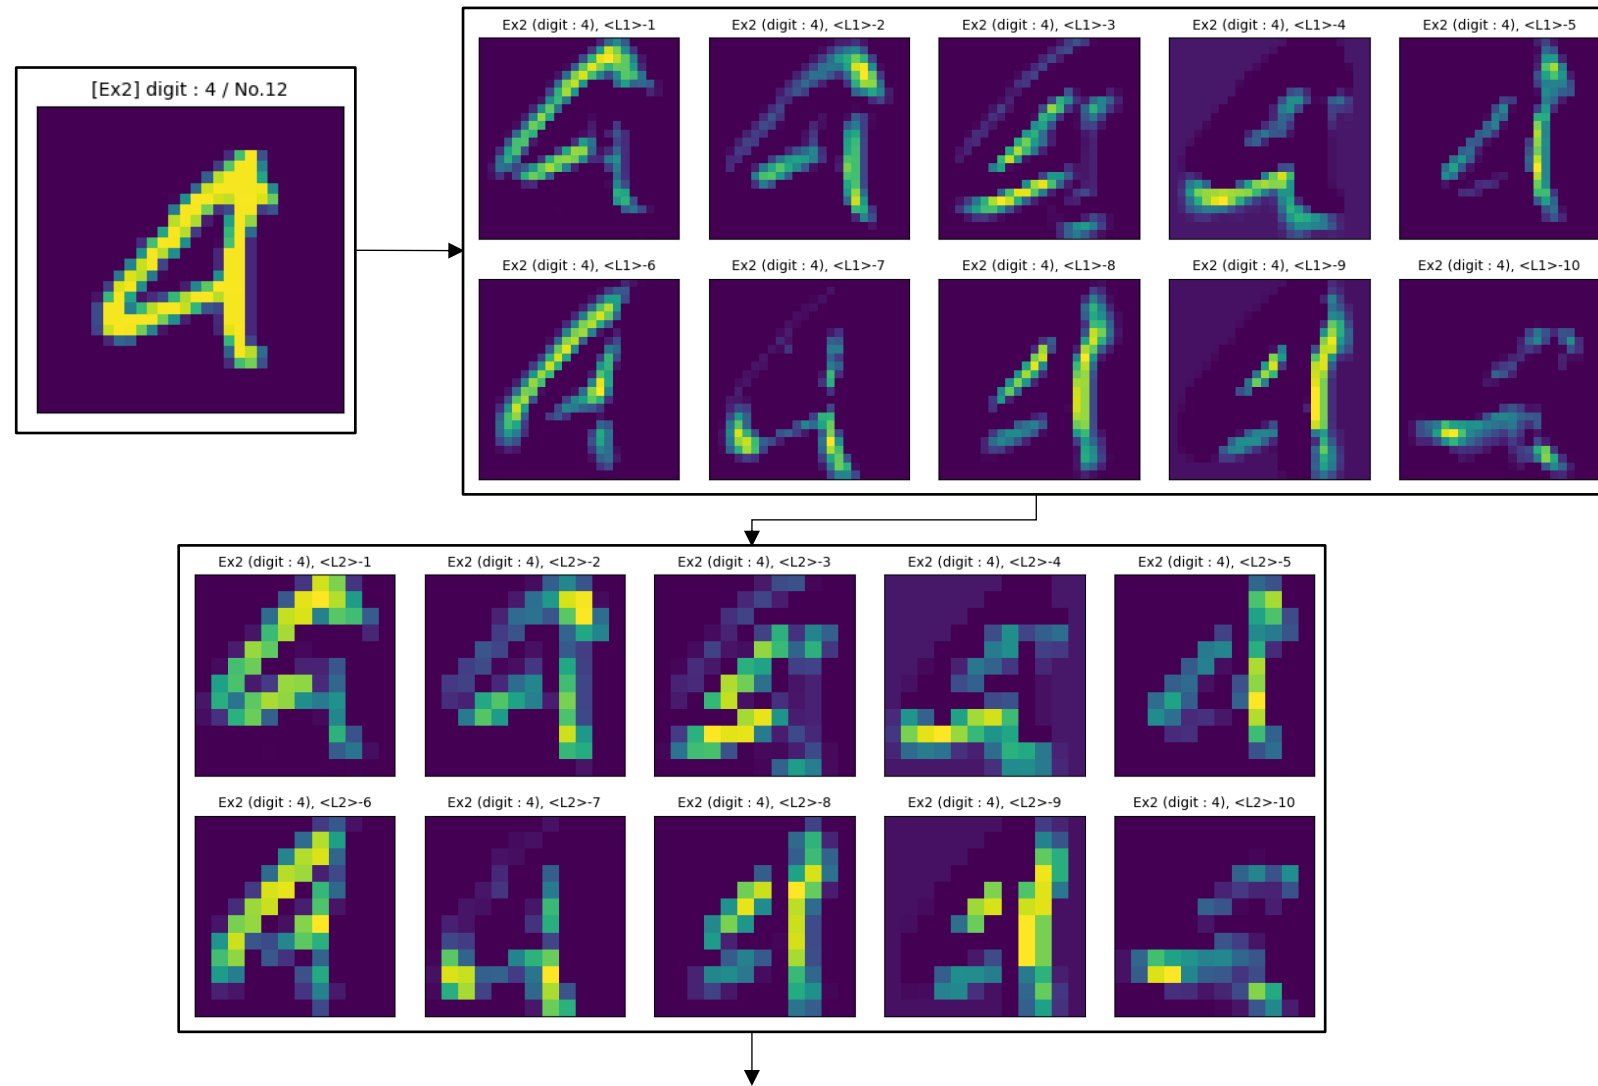 [Ex2] digit : 4 / No.12
Ex2 (digit : 4), <L1>-1
Ex2 (digit : 4), <L1>-2
Ex2 (digit : 4), <L1>-3
Ex2 (digit : 4), <L1>-4
Ex2 (digit : 4), <L1>-5
Ex2 (digit : 4), <L1>-6
Ex2 (digit : 4), <L1>-7
Ex2 (digit : 4), <L1>-8
Ex2 (digit : 4), <L1>-9
Ex2 (digit : 4), <L1>-10
Ex2 (digit : 4), <L2>-1
Ex2 (digit : 4), <L2>-2
Ex2 (digit : 4), <L2>-3
Ex2 (digit : 4), <L2>-4
Ex2 (digit : 4), <L2>-5
Ex2 (digit : 4), <L2>-6
Ex2 (digit : 4), <L2>-7
Ex2 (digit : 4), <L2>-8
Ex2 (digit : 4), <L2>-9
Ex2 (digit : 4), <L2>-10